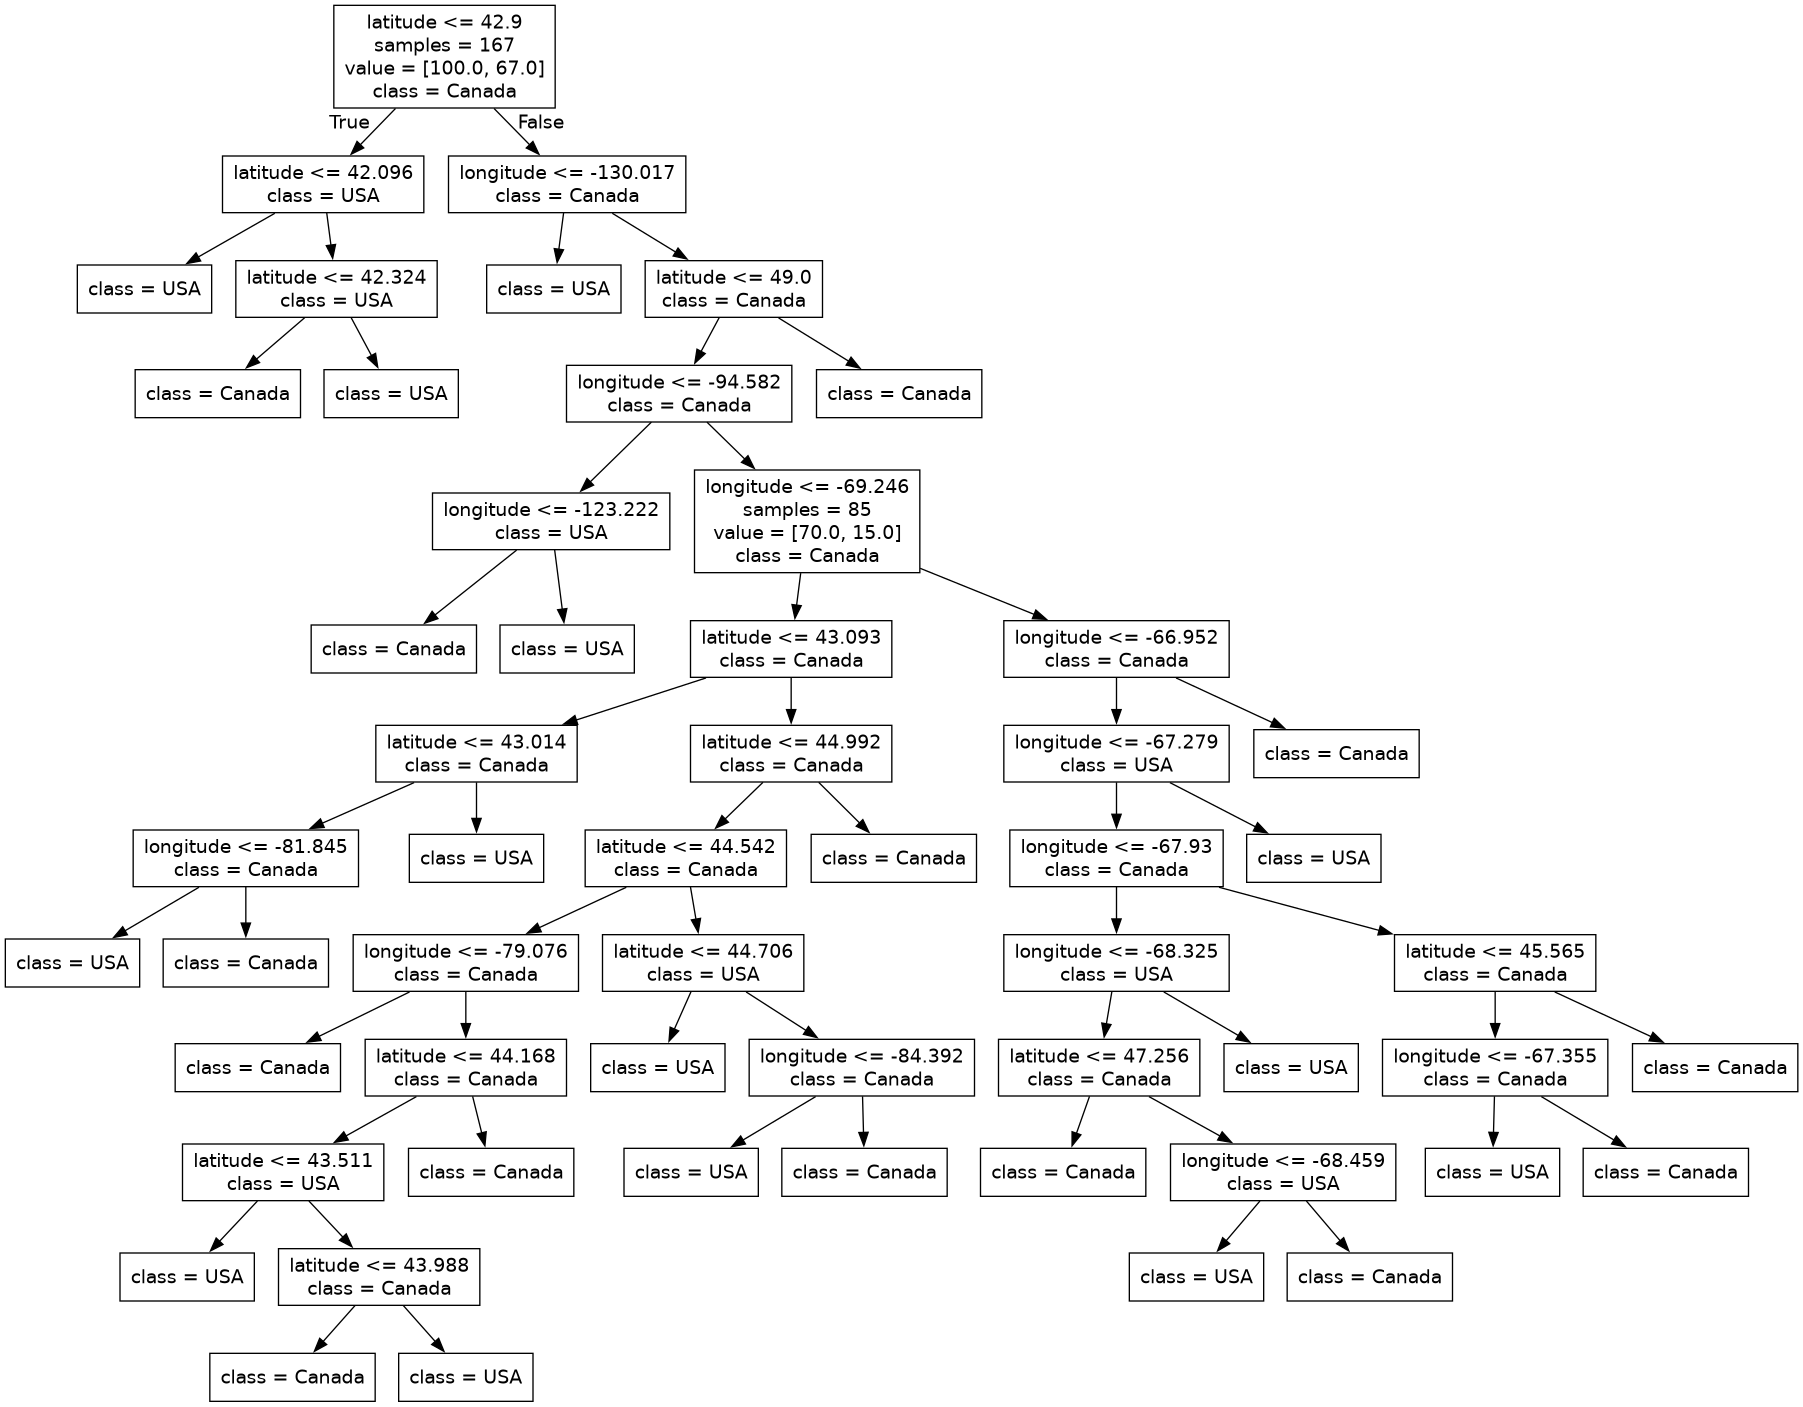 latitude <= 42.9
samples = 167
value = [100.0, 67.0]
class = Canada
True
False
latitude <= 42.096
class = USA
longitude <= -130.017
class = Canada
class = USA
latitude <= 42.324
class = USA
class = USA
latitude <= 49.0
class = Canada
class = Canada
class = USA
longitude <= -94.582
class = Canada
class = Canada
longitude <= -123.222
class = USA
longitude <= -69.246
samples = 85
value = [70.0, 15.0]
class = Canada
class = Canada
class = USA
latitude <= 43.093
class = Canada
longitude <= -66.952
class = Canada
latitude <= 43.014
class = Canada
latitude <= 44.992
class = Canada
longitude <= -67.279
class = USA
class = Canada
longitude <= -81.845
class = Canada
class = USA
latitude <= 44.542
class = Canada
class = Canada
longitude <= -67.93
class = Canada
class = USA
class = USA
class = Canada
longitude <= -79.076
class = Canada
latitude <= 44.706
class = USA
longitude <= -68.325
class = USA
latitude <= 45.565
class = Canada
class = Canada
latitude <= 44.168
class = Canada
class = USA
longitude <= -84.392
class = Canada
latitude <= 47.256
class = Canada
class = USA
longitude <= -67.355
class = Canada
class = Canada
latitude <= 43.511
class = USA
class = Canada
class = USA
class = Canada
class = Canada
longitude <= -68.459
class = USA
class = USA
class = Canada
class = USA
latitude <= 43.988
class = Canada
class = USA
class = Canada
class = Canada
class = USA